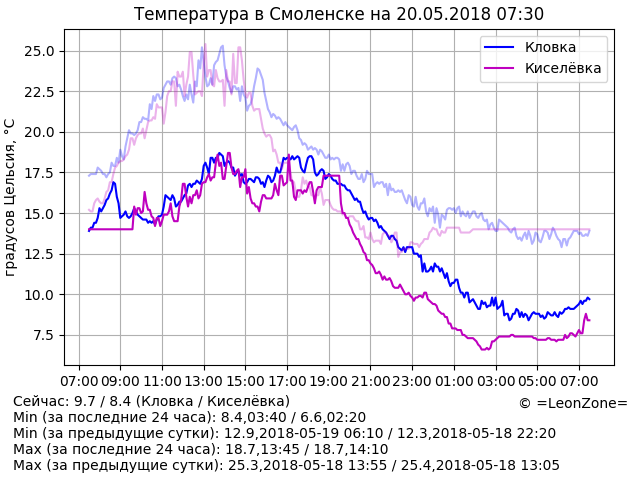 Температура в Смоленске на 20.05.2018 07:30
градусов Цельсия, °C
25.0
22.5
20.0
17.5
15.0
12.5
10.0
7.5
Кловка
Киселёвка
07:00 09:00 11:00 13:00 15:00 17:00 19:00 21:00 23:00 01:00 03:00 05:00 07:00
Сейчас: 9.7 / 8.4 (Кловка / Киселёвка)
© =LeonZone=
Min (за последние 24 часа): 8.4,03:40 / 6.6,02:20
Min (за предыдущие сутки): 12.9,2018-05-19 06:10 / 12.3,2018-05-18 22:20
Max (за последние 24 часа): 18.7,13:45 / 18.7,14:10
Max (за предыдущие сутки): 25.3,2018-05-18 13:55 / 25.4,2018-05-18 13:05